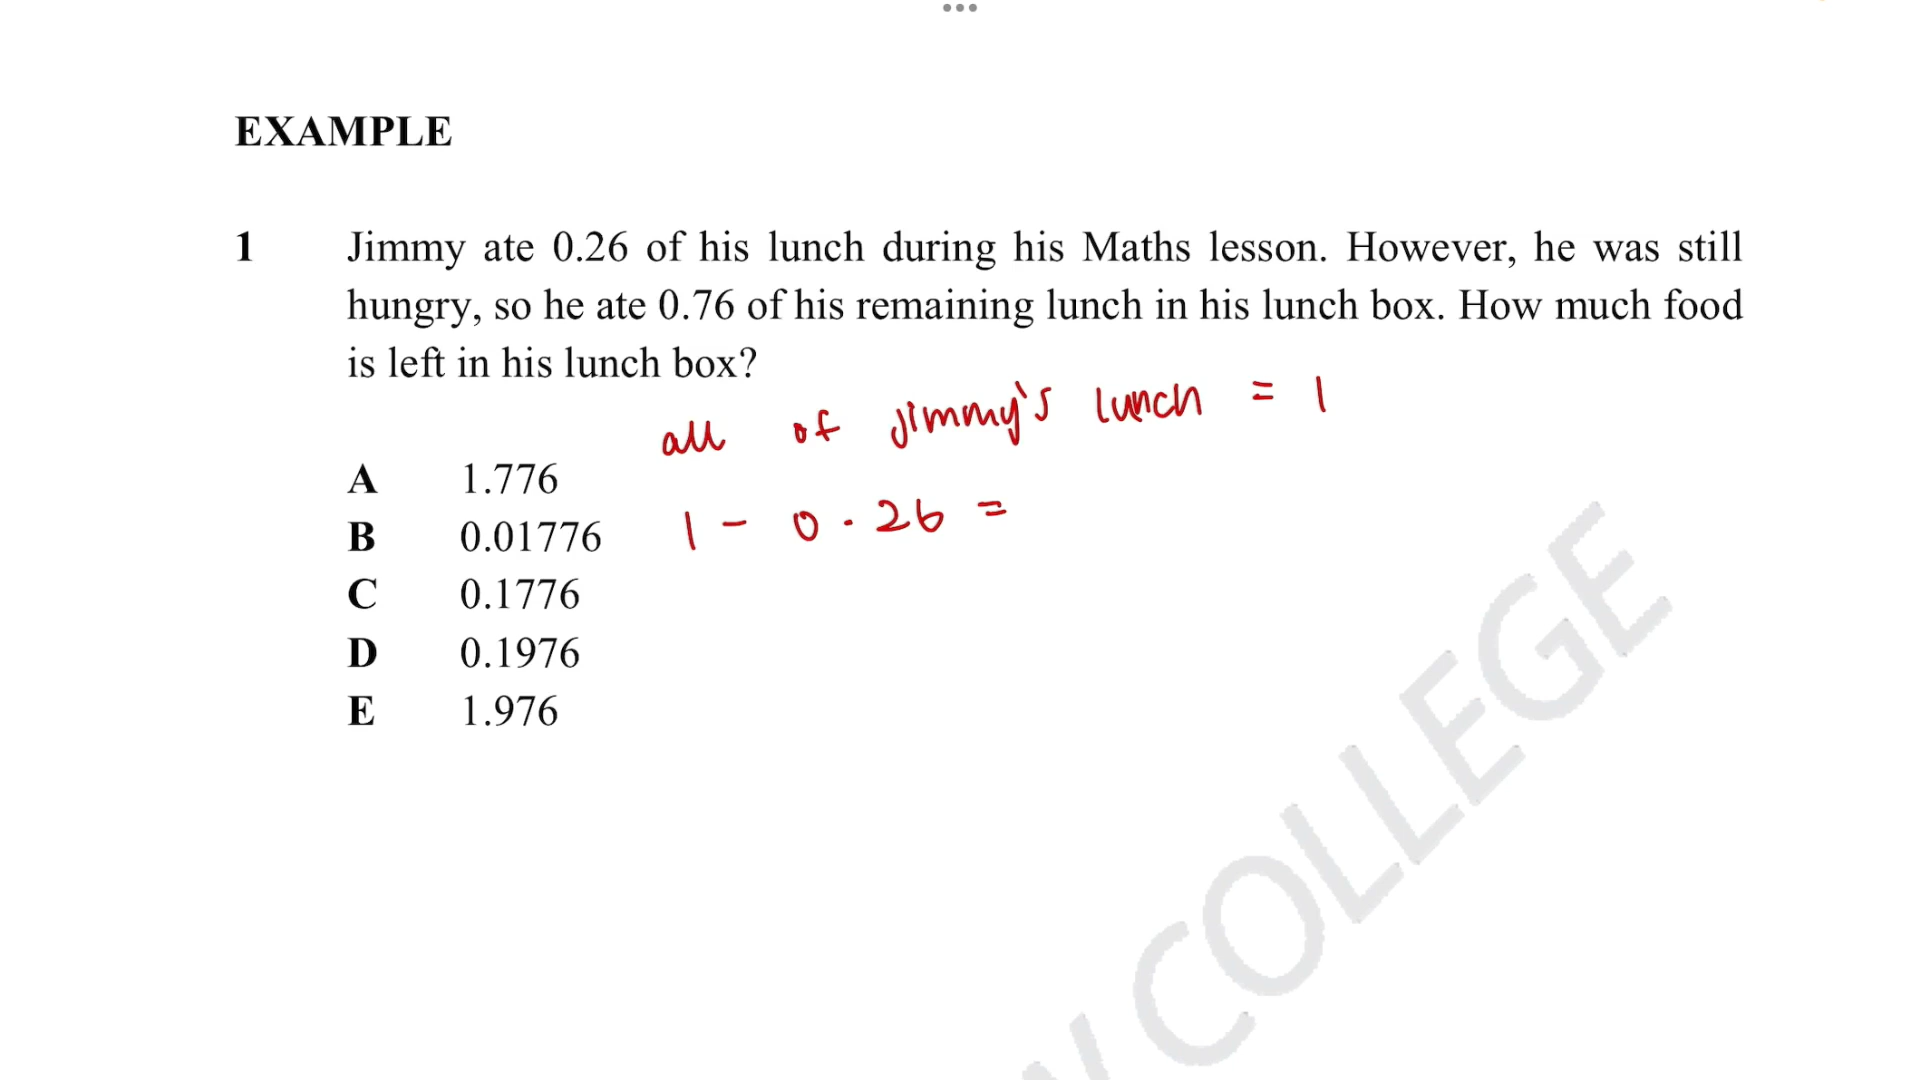 EXAMPLE
1 Jimmy ate 0.26 of his lunch during his Maths lesson. However, he was still
hungry, so he ate 0.76 of his remaining lunch in his lunch box. How much food
is left in his lunch box?
all of Jimmy's lunch = 1
A 1.776
1 - 0.26 =
B 0.01776
C 0.1776
D 0.1976
E 1.976
COLLEGE